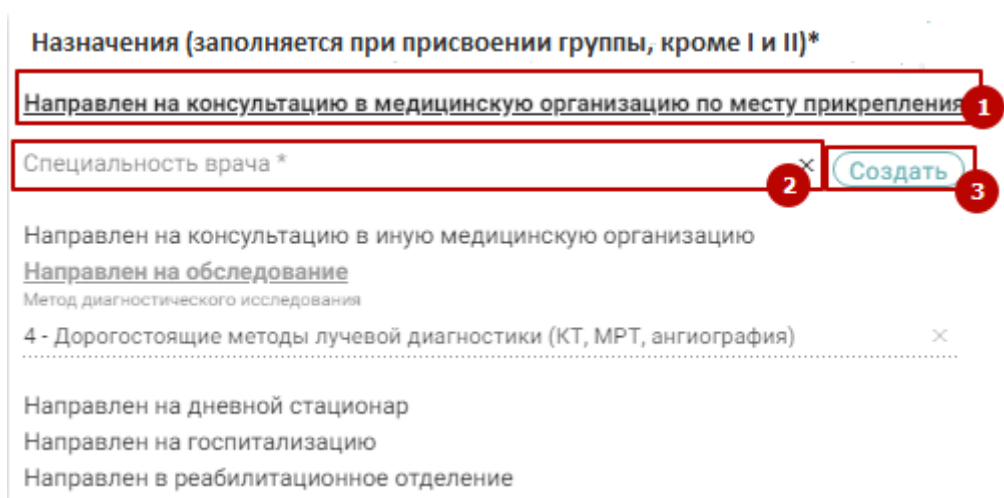 Назначения (заполняется при присвоении группы, кроме I и II)*
Направлен на консультацию в медицинскую организацию по месту прикрепления 1
Специальность врача * × 2 Создать 3
Направлен на консультацию в иную медицинскую организацию
Направлен на обследование
Метод диагностического исследования
4 - Дорогостоящие методы лучевой диагностики (КТ, МРТ, ангиография) ×
Направлен на дневной стационар
Направлен на госпитализацию
Направлен в реабилитационное отделение